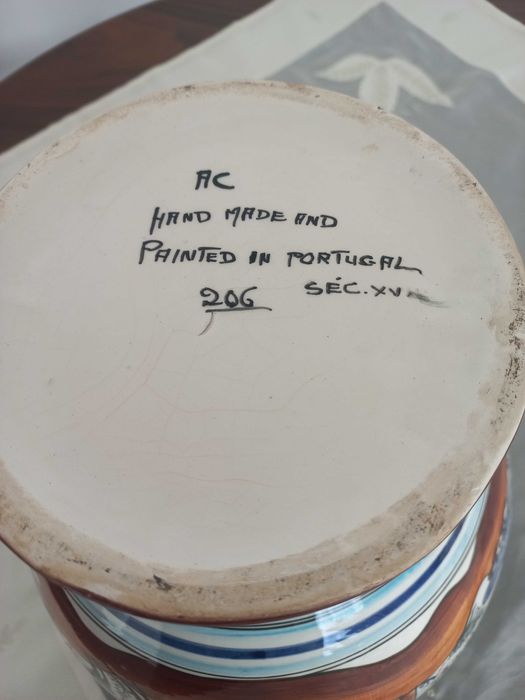 AC
HAND MADE AND
PAINTED IN PORTUGAL
206 SÉC.XV